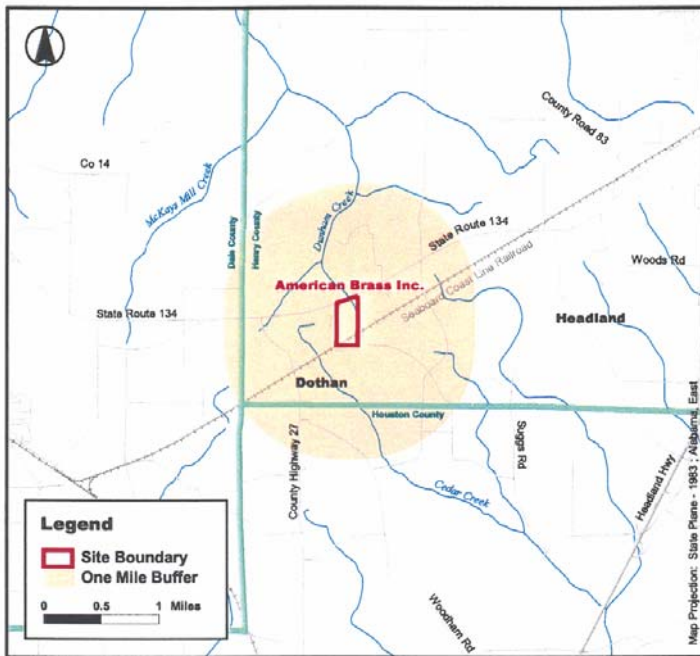 County Road 83
Co 14
McKays Mill Creek
Dunham Creek
State Route 134
Dale County
Henry County
Woods Rd
American Brass Inc.
Seaboard Coast Line Railroad
State Route 134
Headland
Dothan
Houston County
County Highway 27
Suggs Rd
Cedar Creek
Headland Hwy
Woodham Rd
Legend
Site Boundary
One Mile Buffer
0 0.5 1 Miles
Map Projection: State Plane - 1983 ; Alabama, East